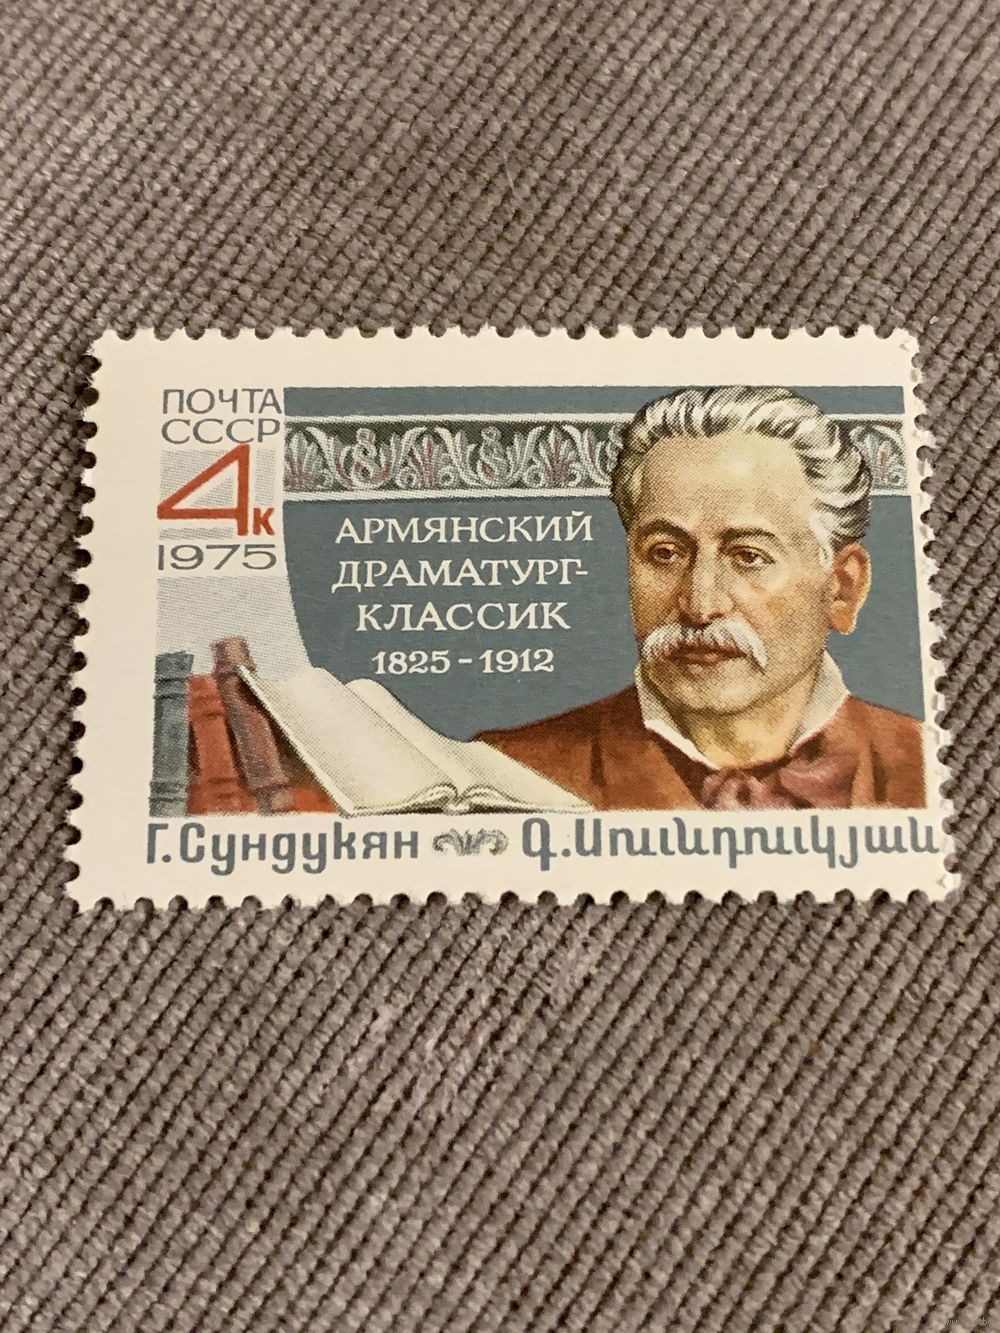 ПОЧТА
СССР
4к
1975
АРМЯНСКИЙ
ДРАМАТУРГ-
КЛАССИК
1825-1912
Г.Сундукян Գ.Սունդուկյան